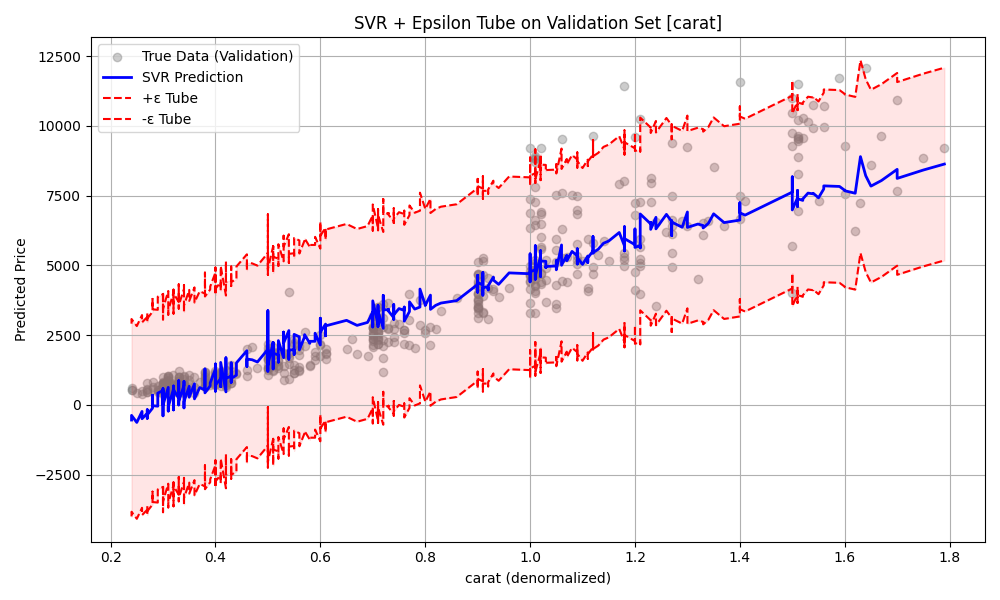 SVR + Epsilon Tube on Validation Set [carat]
True Data (Validation)
SVR Prediction
+ε Tube
-ε Tube
Predicted Price
12500
10000
7500
5000
2500
0
−2500
0.2 0.4 0.6 0.8 1.0 1.2 1.4 1.6 1.8
carat (denormalized)